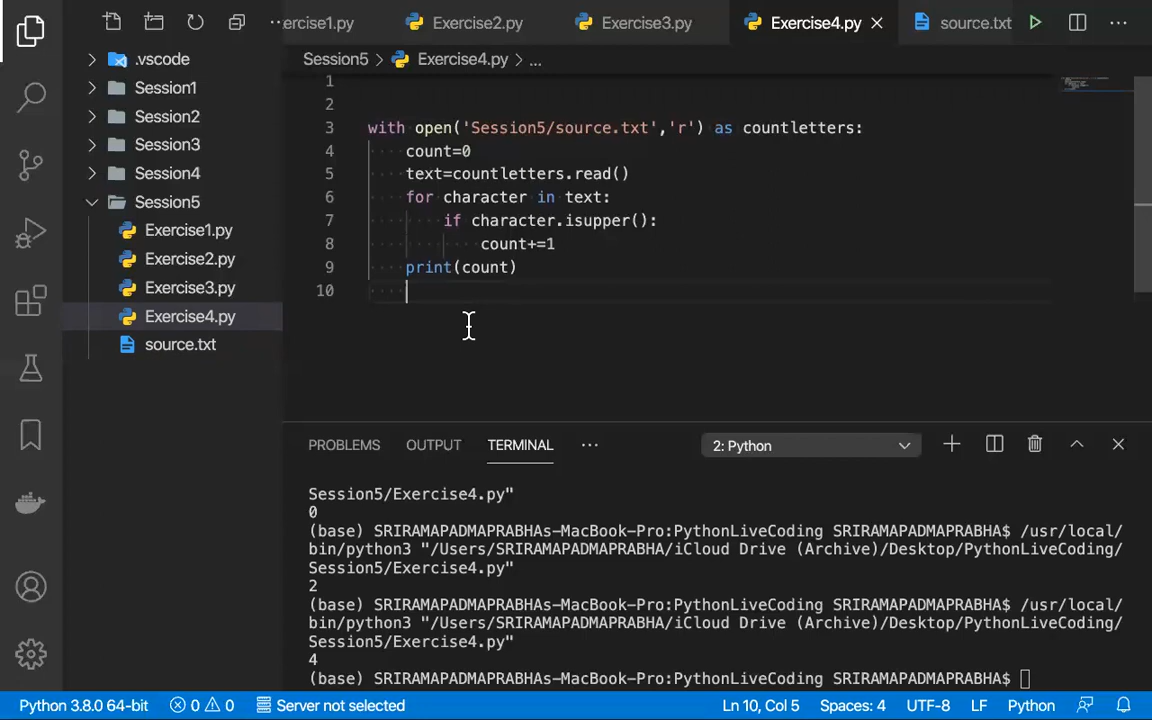 ercise1.py
Exercise2.py
Exercise3.py
Exercise4.py
source.txt
Session5 > Exercise4.py > ...
.vscode
Session1
Session2
Session3
Session4
Session5
Exercise1.py
Exercise2.py
Exercise3.py
Exercise4.py
source.txt
1
2
3 with open('Session5/source.txt','r') as countletters:
4 count=0
5 text=countletters.read()
6 for character in text:
7 if character.isupper():
8 count+=1
9 print(count)
10
PROBLEMS OUTPUT TERMINAL ... 2: Python
Session5/Exercise4.py"
0
(base) SRIRAMAPADMAPRABHAs-MacBook-Pro:PythonLiveCoding SRIRAMAPADMAPRABHA$ /usr/local/
bin/python3 "/Users/SRIRAMAPADMAPRABHA/iCloud Drive (Archive)/Desktop/PythonLiveCoding/
Session5/Exercise4.py"
2
(base) SRIRAMAPADMAPRABHAs-MacBook-Pro:PythonLiveCoding SRIRAMAPADMAPRABHA$ /usr/local/
bin/python3 "/Users/SRIRAMAPADMAPRABHA/iCloud Drive (Archive)/Desktop/PythonLiveCoding/
Session5/Exercise4.py"
4
(base) SRIRAMAPADMAPRABHAs-MacBook-Pro:PythonLiveCoding SRIRAMAPADMAPRABHA$
Python 3.8.0 64-bit 0 0 Server not selected Ln 10, Col 5 Spaces: 4 UTF-8 LF Python